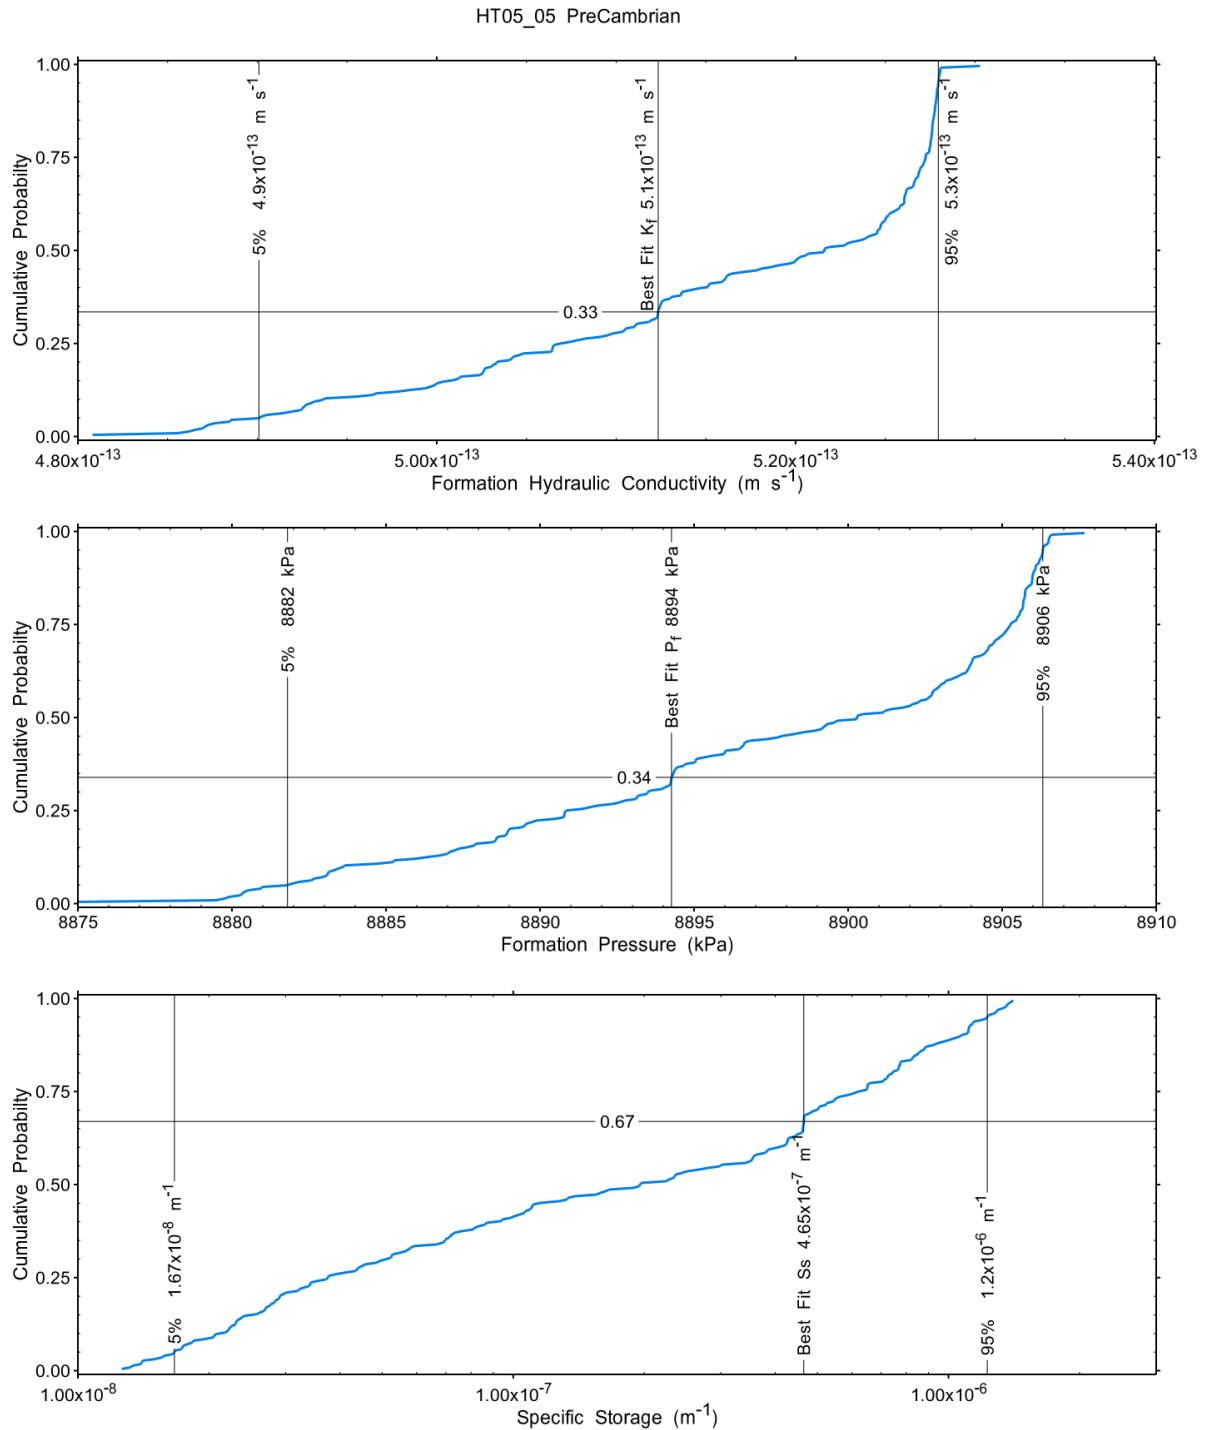 HT05_05 PreCambrian
1.00
0.75
0.50
0.25
0.00
Cumulative Probabilty
5% 4.9x10^-13 m s^-1
Best Fit K_f 5.1x10^-13 m s^-1
95% 5.3x10^-13 m s^-1
0.33
4.80x10^-13 5.00x10^-13 5.20x10^-13 5.40x10^-13
Formation Hydraulic Conductivity (m s^-1)
1.00
0.75
0.50
0.25
0.00
Cumulative Probabilty
5% 8882 kPa
Best Fit P_f 8894 kPa
95% 8906 kPa
0.34
8875 8880 8885 8890 8895 8900 8905 8910
Formation Pressure (kPa)
1.00
0.75
0.50
0.25
0.00
Cumulative Probabilty
5% 1.67x10^-8 m^-1
Best Fit Ss 4.65x10^-7 m^-1
95% 1.2x10^-6 m^-1
0.67
1.00x10^-8 1.00x10^-7 1.00x10^-6
Specific Storage (m^-1)